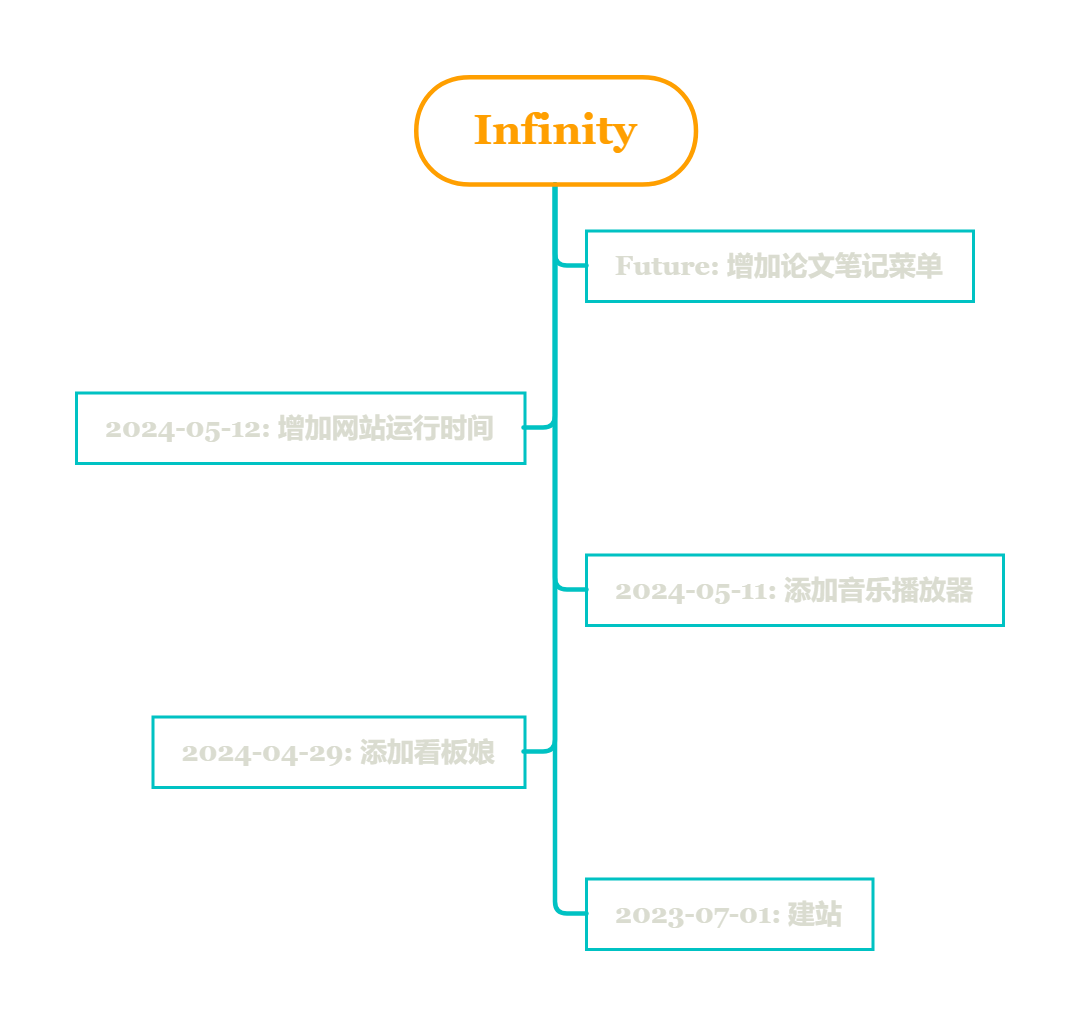 Infinity
Future: 增加论文笔记菜单
2024-05-12: 增加网站运行时间
2024-05-11: 添加音乐播放器
2024-04-29: 添加看板娘
2023-07-01: 建站